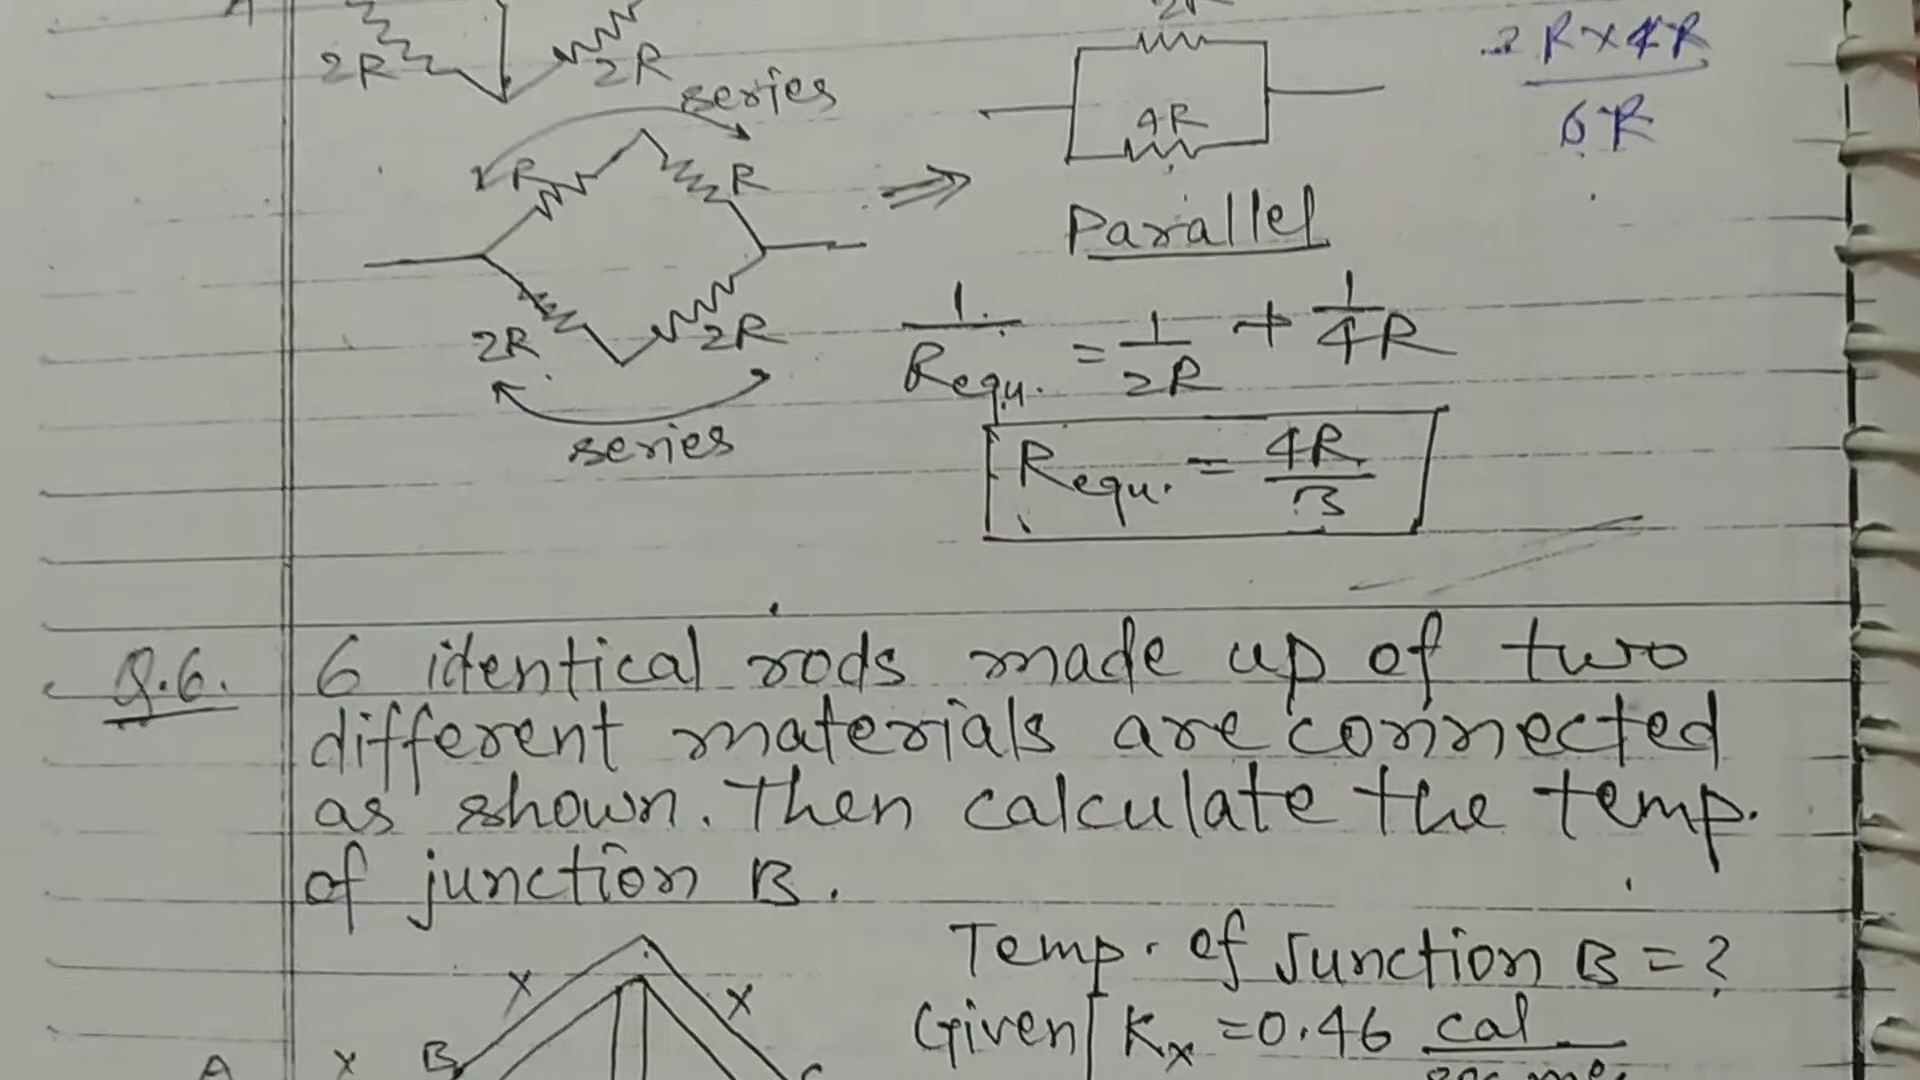 2R
2R 2R
series
4R
2R×4R
6R
R R
Parallel
2R 2R
series
1/Requ. = 1/2R + 1/4R
Requ. = 4R/3
Q.6. 6 identical rods made up of two
different materials are connected
as shown. Then calculate the temp.
of junction B.
Temp. of Junction B = ?
x x
Given Kx = 0.46 cal
A x B C